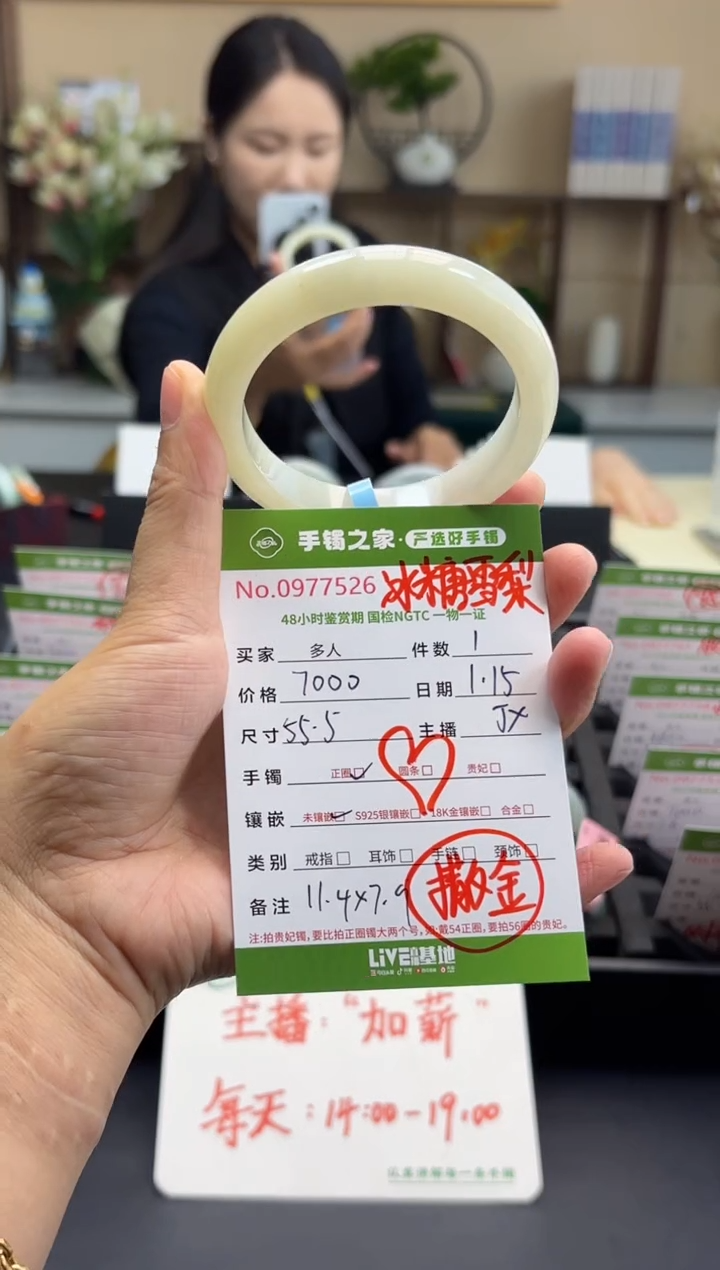 手镯之家·严选好手镯
No.0977526 冰糖雪梨
48小时鉴赏期 国检NGTC 一物一证
买家 多人 件数 1
价格 7000 日期 1.15
尺寸 55.5 主播 JX
手镯 正圈☑ 圆条☐ 贵妃☐
镶嵌 未镶嵌☑ S925银镶嵌☐ 18K金镶嵌☐ 合金☐
类别 戒指☐ 耳饰☐ 手链☐ 颈饰☐
备注 11.4×7.9 撒金
注:拍贵妃镯,要比拍正圈镯大两个号,如:戴54正圈,要拍56圈的贵妃。
LIVE 基地
主播:“加薪”
每天:14:00-19:00